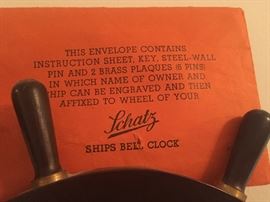 THIS ENVELOPE CONTAINS
INSTRUCTION SHEET, KEY, STEEL-WALL
PIN AND 2 BRASS PLAQUES (6 PINS)
IN WHICH NAME OF OWNER AND
SHIP CAN BE ENGRAVED AND THEN
AFFIXED TO WHEEL OF YOUR
Schatz
SHIPS BELL CLOCK